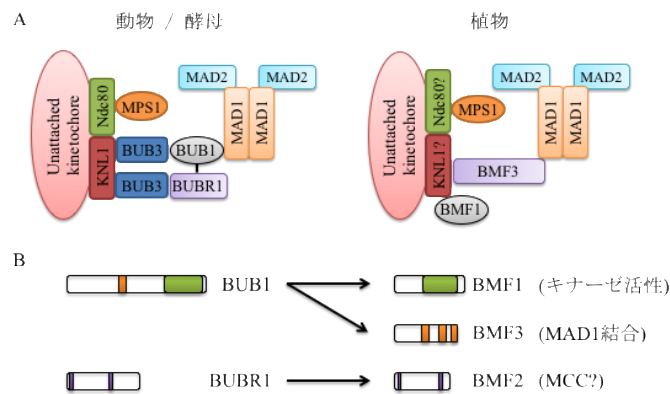 A
動物 / 酵母
植物
Unattached
kinetochore
Ndc80
MPS1
KNL1
BUB3
BUB1
BUB3
BUBR1
MAD2
MAD2
MAD1
MAD1
Unattached
kinetochore
Ndc80?
MPS1
KNL1?
BMF3
BMF1
MAD2
MAD2
MAD1
MAD1
B
BUB1
BMF1 (キナーゼ活性)
BMF3 (MAD1結合)
BUBR1
BMF2 (MCC?)